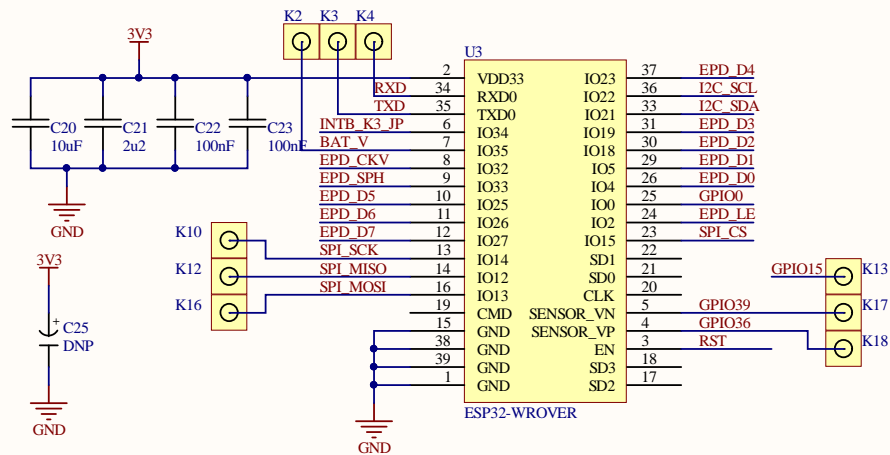 K2 K3 K4
3V3
C20
10uF
C21
2u2
C22
100nF
C23
100nF
GND
3V3
C25
DNP
GND
K10
K12
K16
U3
RXD
TXD
INTB_K3_JP
BAT_V
EPD_CKV
EPD_SPH
EPD_D5
EPD_D6
EPD_D7
SPI_SCK
SPI_MISO
SPI_MOSI
2 VDD33 IO23 37 EPD_D4
34 RXD0 IO22 36 I2C_SCL
35 TXD0 IO21 33 I2C_SDA
6 IO34 IO19 31 EPD_D3
7 IO35 IO18 30 EPD_D2
8 IO32 IO5 29 EPD_D1
9 IO33 IO4 26 EPD_D0
10 IO25 IO0 25 GPIO0
11 IO26 IO2 24 EPD_LE
12 IO27 IO15 23 SPI_CS
13 IO14 SD1 22
14 IO12 SD0 21
16 IO13 CLK 20
19 CMD SENSOR_VN 5 GPIO39
15 GND SENSOR_VP 4 GPIO36
38 GND EN 3 RST
39 GND SD3 18
1 GND SD2 17
ESP32-WROVER
GND
GPIO15
K13
K17
K18